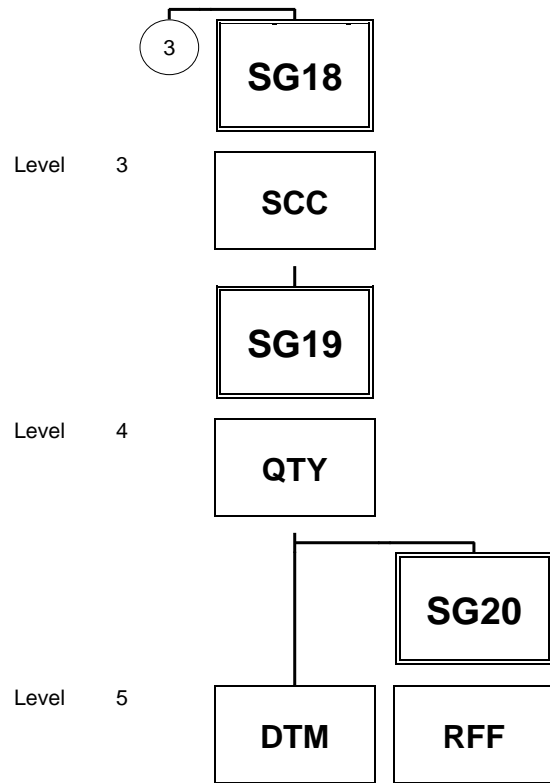 3
SG18
Level 3
SCC
SG19
Level 4
QTY
SG20
Level 5
DTM RFF